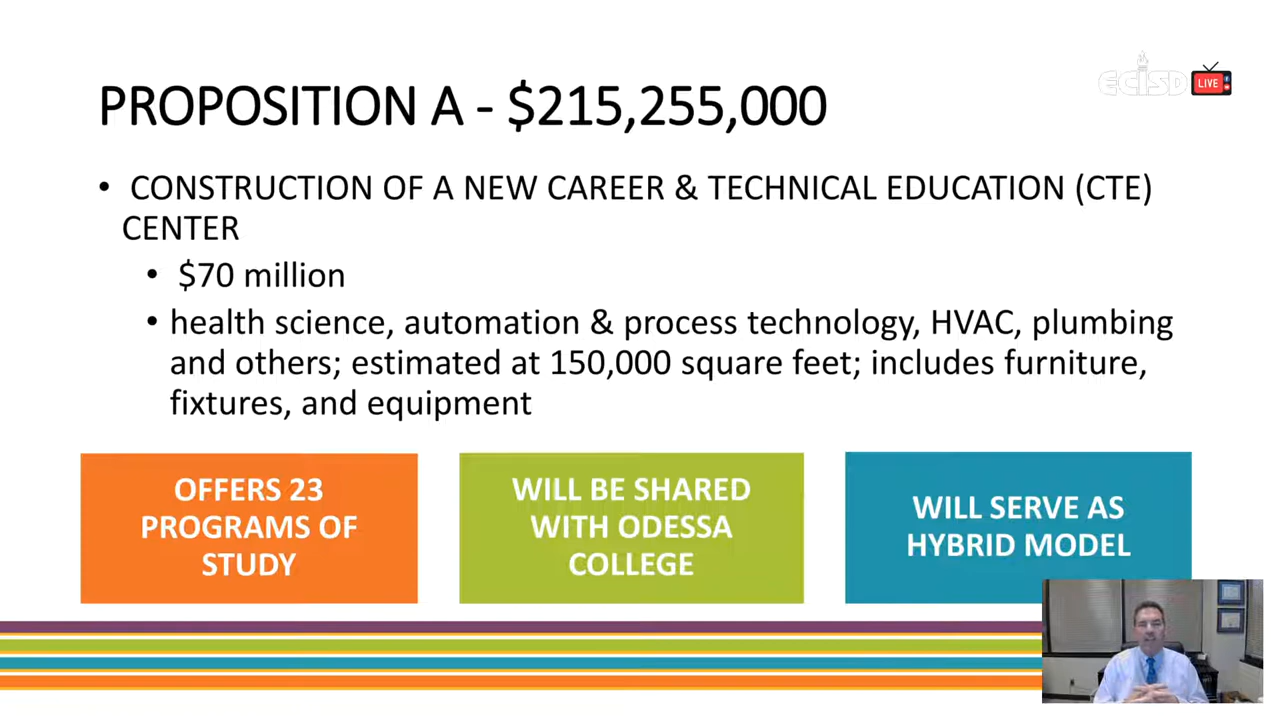 ECISD LIVE
PROPOSITION A - $215,255,000
• CONSTRUCTION OF A NEW CAREER & TECHNICAL EDUCATION (CTE)
CENTER
• $70 million
• health science, automation & process technology, HVAC, plumbing
and others; estimated at 150,000 square feet; includes furniture,
fixtures, and equipment
OFFERS 23
PROGRAMS OF
STUDY
WILL BE SHARED
WITH ODESSA
COLLEGE
WILL SERVE AS
HYBRID MODEL